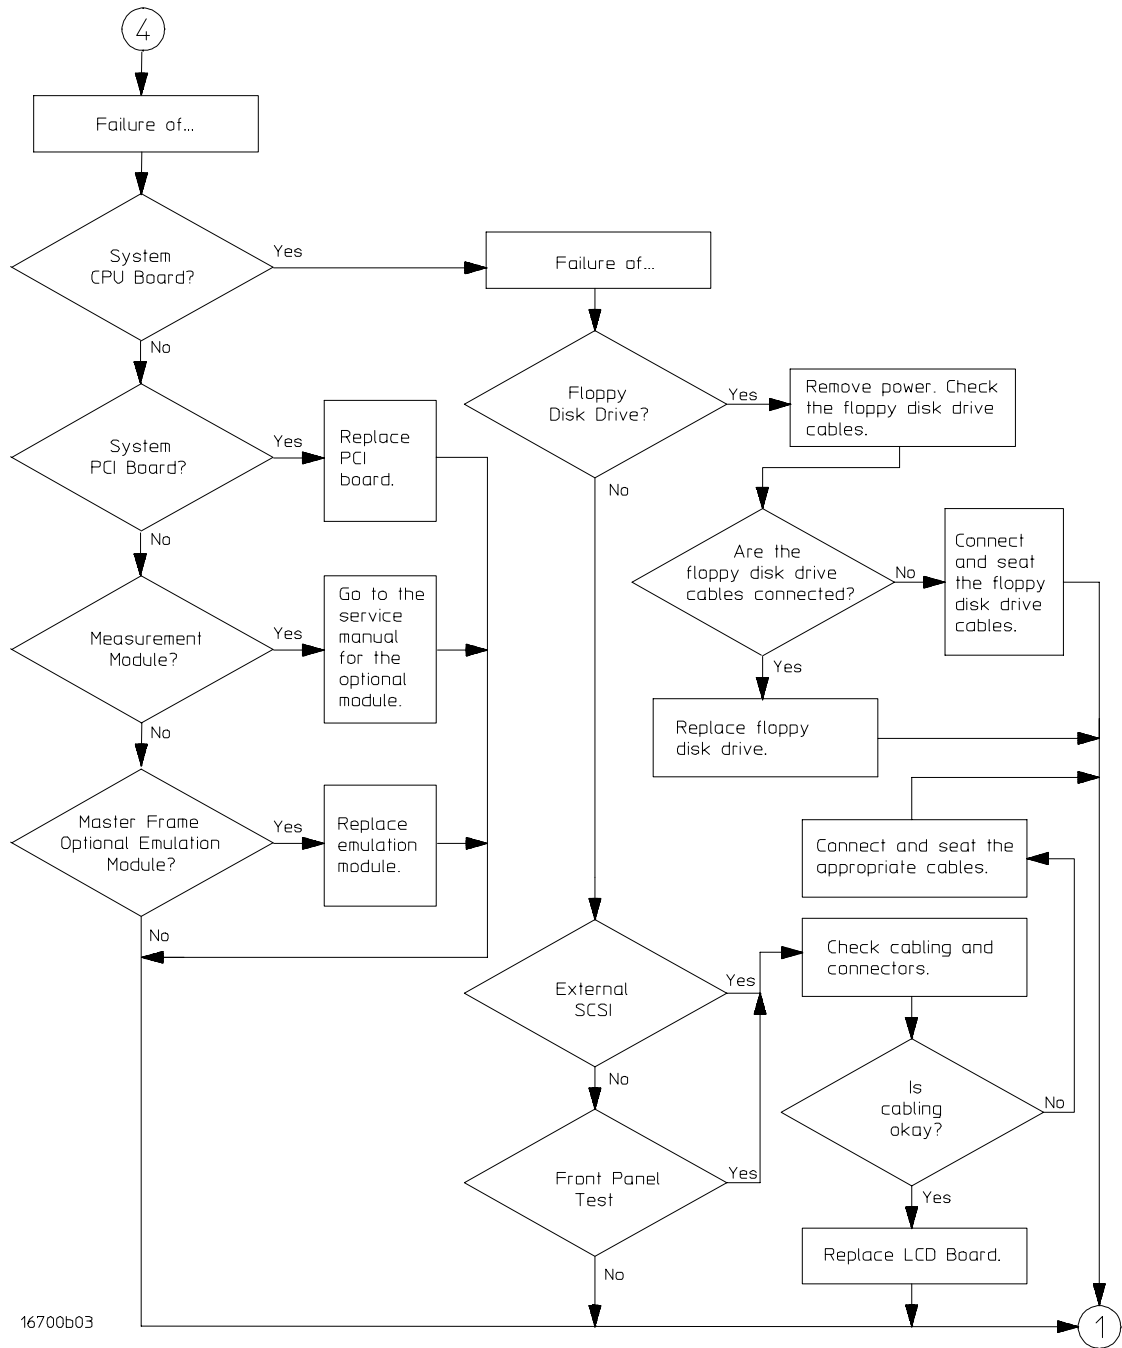 4
Failure of...
System
CPU Board?
Yes
No
System
PCI Board?
Yes
Replace
PCI
board.
No
Measurement
Module?
Yes
Go to the
service
manual
for the
optional
module.
No
Master Frame
Optional Emulation
Module?
Yes
Replace
emulation
module.
No
Failure of...
Floppy
Disk Drive?
Yes
Remove power. Check
the floppy disk drive
cables.
No
Are the
floppy disk drive
cables connected?
No
Connect
and seat
the floppy
disk drive
cables.
Yes
Replace floppy
disk drive.
Connect and seat the
appropriate cables.
External
SCSI
Yes
Check cabling and
connectors.
No
Is
cabling
okay?
No
Front Panel
Test
Yes
Yes
Replace LCD Board.
No
16700b03
1